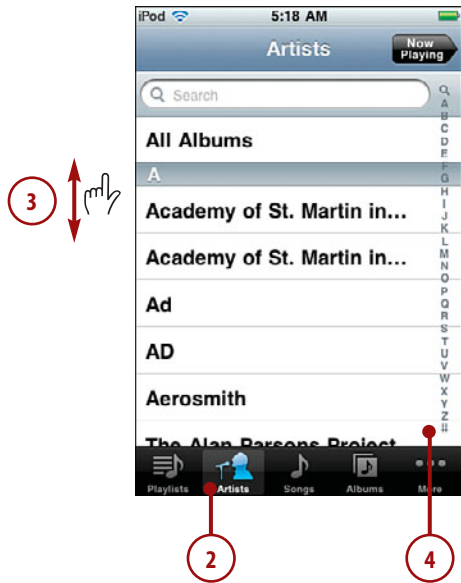 iPod 5:18 AM
Artists
Now
Playing
Search
All Albums
A
Academy of St. Martin in...
Academy of St. Martin in...
Ad
AD
Aerosmith
The Alan Parsons Project
A
B
C
D
E
F
G
H
I
J
K
L
M
N
O
P
Q
R
S
T
U
V
W
X
Y
Z
#
Playlists Artists Songs Albums More
3
2 4